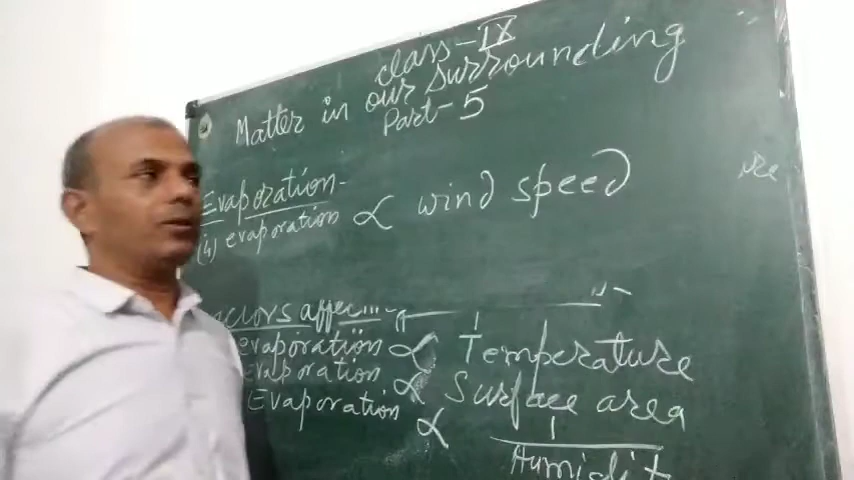 class-IX
Matter in our surrounding
Part-5
Evaporation-
(4) evaporation ∝ wind speed
evaporation ∝ Temperature
evaporation ∝ Surface area
Evaporation ∝ 1
Humidit